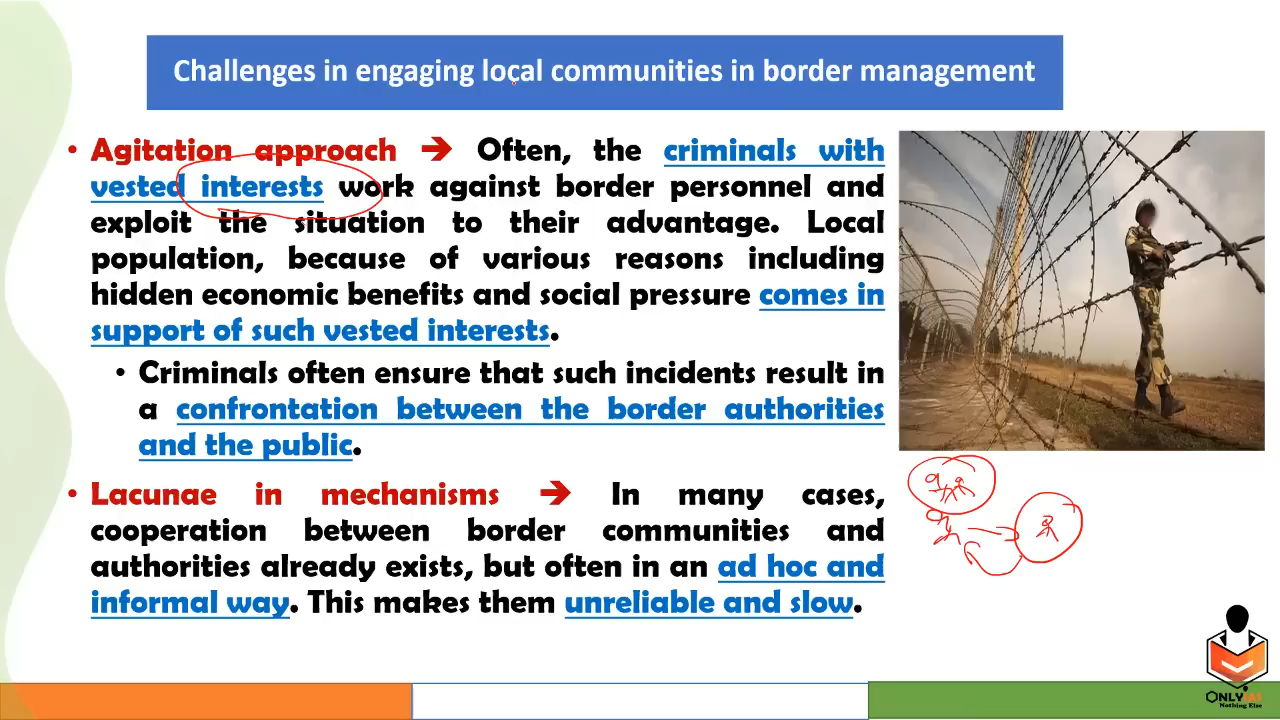 Challenges in engaging local communities in border management
• Agitation approach ➔ Often, the criminals with
vested interests work against border personnel and
exploit the situation to their advantage. Local
population, because of various reasons including
hidden economic benefits and social pressure comes in
support of such vested interests.
• Criminals often ensure that such incidents result in
a confrontation between the border authorities
and the public.
• Lacunae in mechanisms ➔ In many cases,
cooperation between border communities and
authorities already exists, but often in an ad hoc and
informal way. This makes them unreliable and slow.
ONLYIAS
Nothing Else